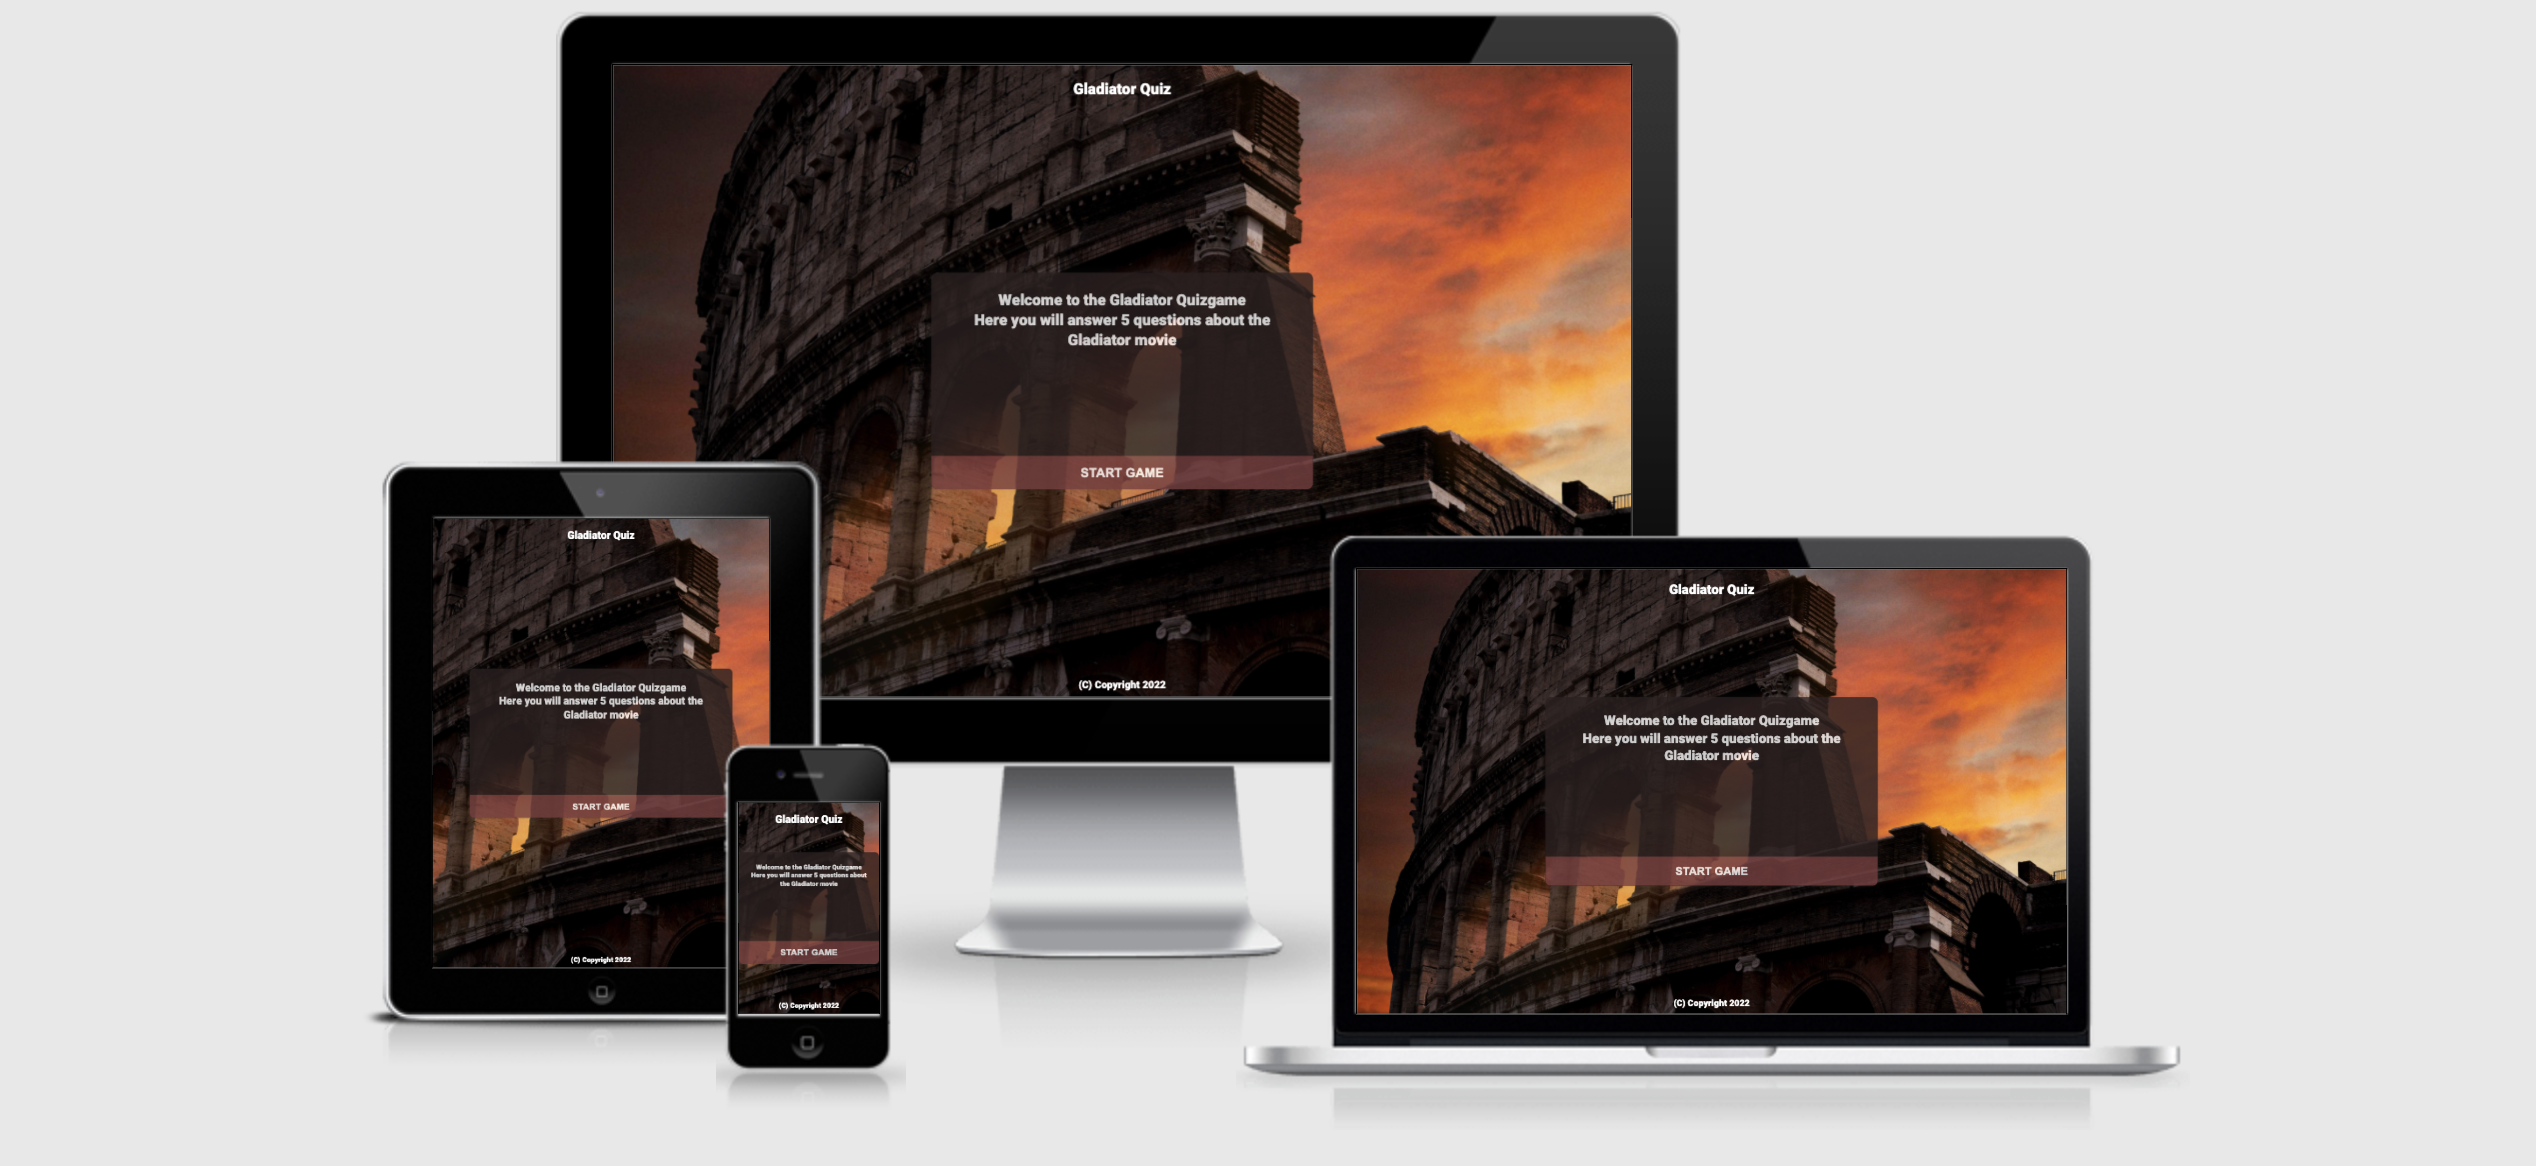 Gladiator Quiz
Welcome to the Gladiator Quizgame
Here you will answer 5 questions about the
Gladiator movie
START GAME
(C) Copyright 2022
Gladiator Quiz
Welcome to the Gladiator Quizgame
Here you will answer 5 questions about the
Gladiator movie
START GAME
(C) Copyright 2022
Gladiator Quiz
Welcome to the Gladiator Quizgame
Here you will answer 5 questions about
the Gladiator movie
START GAME
(C) Copyright 2022
Gladiator Quiz
Welcome to the Gladiator Quizgame
Here you will answer 5 questions about the
Gladiator movie
START GAME
(C) Copyright 2022